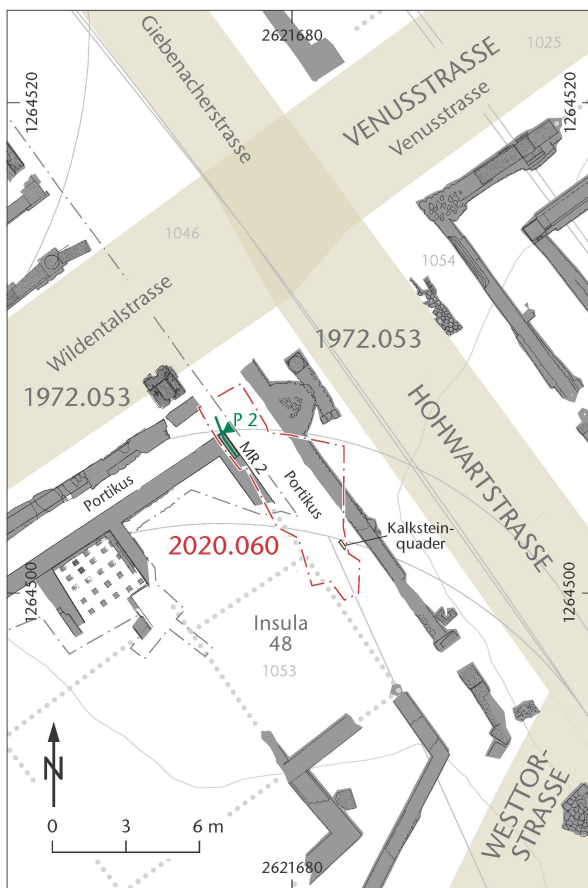 2621680
Giebenacherstrasse
VENUSSTRASSE
Venusstrasse
1025
1264520
1264520
1046
1054
Wildentalstrasse
1972.053
1972.053
HOHWARTSTRASSE
P 2
MR 2
Portikus
Portikus
Kalkstein-
quader
2020.060
1264500
1264500
Insula
48
1053
WESTTOR-
STRASSE
N
0 3 6 m
2621680